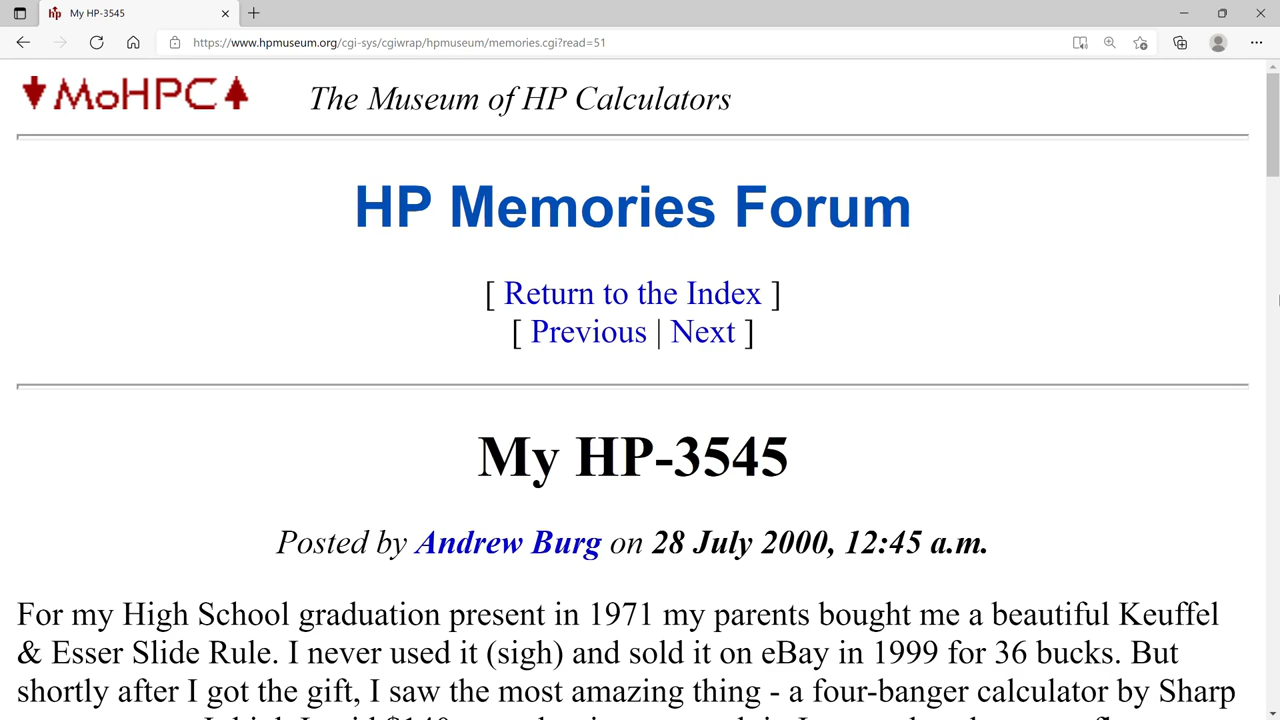 My HP-3545
https://www.hpmuseum.org/cgi-sys/cgiwrap/hpmuseum/memories.cgi?read=51
MoHPC The Museum of HP Calculators
HP Memories Forum
[ Return to the Index ]
[ Previous | Next ]
My HP-3545
Posted by Andrew Burg on 28 July 2000, 12:45 a.m.
For my High School graduation present in 1971 my parents bought me a beautiful Keuffel
& Esser Slide Rule. I never used it (sigh) and sold it on eBay in 1999 for 36 bucks. But
shortly after I got the gift, I saw the most amazing thing - a four-banger calculator by Sharp